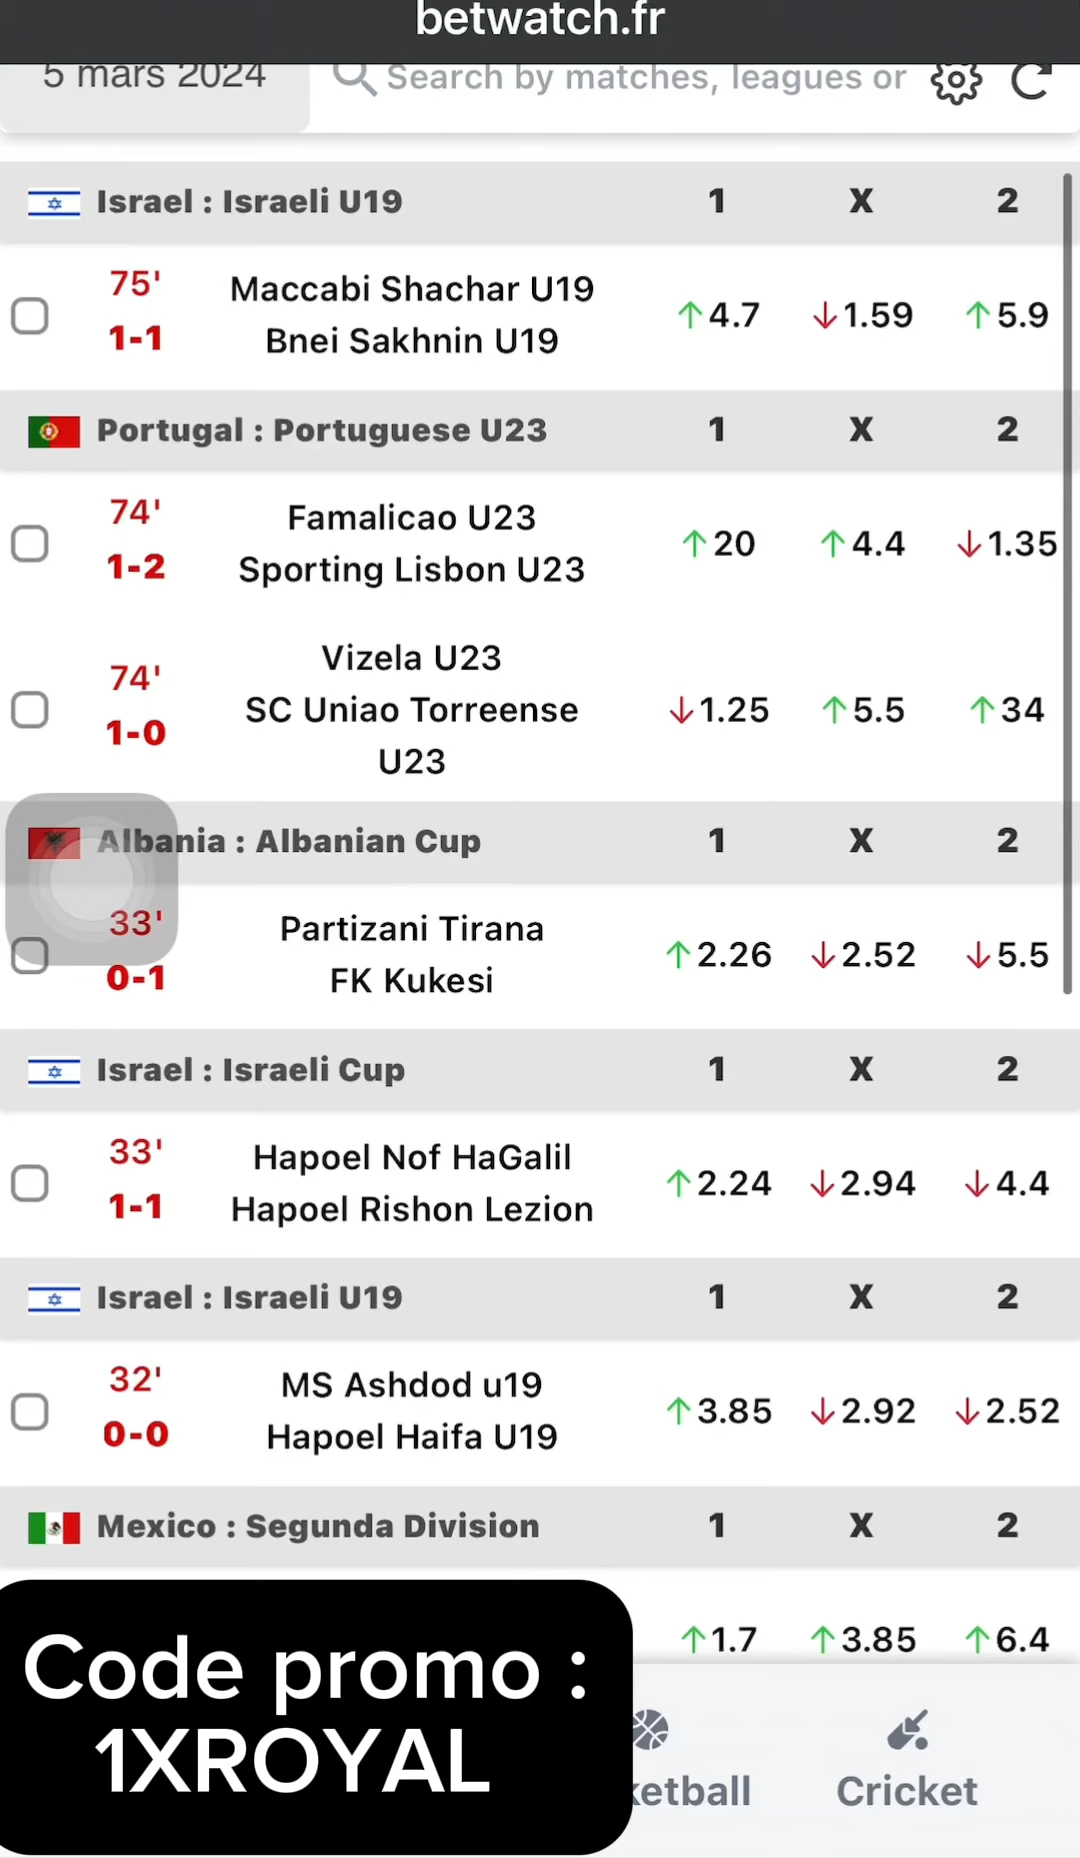 betwatch.fr
5 mars 2024 Search by matches, leagues or
Israel : Israeli U19 1 X 2
75'
1-1
Maccabi Shachar U19
Bnei Sakhnin U19
↑4.7 ↓1.59 ↑5.9
Portugal : Portuguese U23 1 X 2
74'
1-2
Famalicao U23
Sporting Lisbon U23
↑20 ↑4.4 ↓1.35
74'
1-0
Vizela U23
SC Uniao Torreense
U23
↓1.25 ↑5.5 ↑34
Albania : Albanian Cup 1 X 2
33'
0-1
Partizani Tirana
FK Kukesi
↑2.26 ↓2.52 ↓5.5
Israel : Israeli Cup 1 X 2
33'
1-1
Hapoel Nof HaGalil
Hapoel Rishon Lezion
↑2.24 ↓2.94 ↓4.4
Israel : Israeli U19 1 X 2
32'
0-0
MS Ashdod u19
Hapoel Haifa U19
↑3.85 ↓2.92 ↓2.52
Mexico : Segunda Division 1 X 2
↑1.7 ↑3.85 ↑6.4
Code promo :
1XROYAL
ketball Cricket